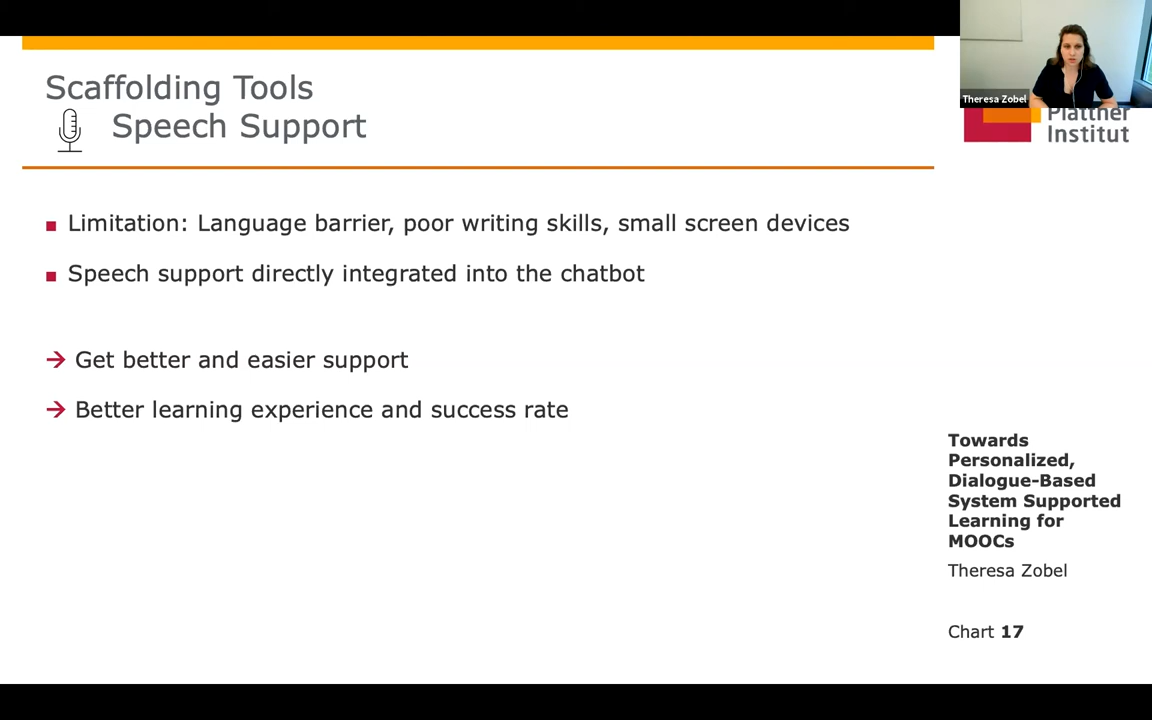 Scaffolding Tools
Speech Support
Theresa Zobel
Plattner
Institut
Limitation: Language barrier, poor writing skills, small screen devices
Speech support directly integrated into the chatbot
→ Get better and easier support
→ Better learning experience and success rate
Towards
Personalized,
Dialogue-Based
System Supported
Learning for
MOOCs
Theresa Zobel
Chart 17